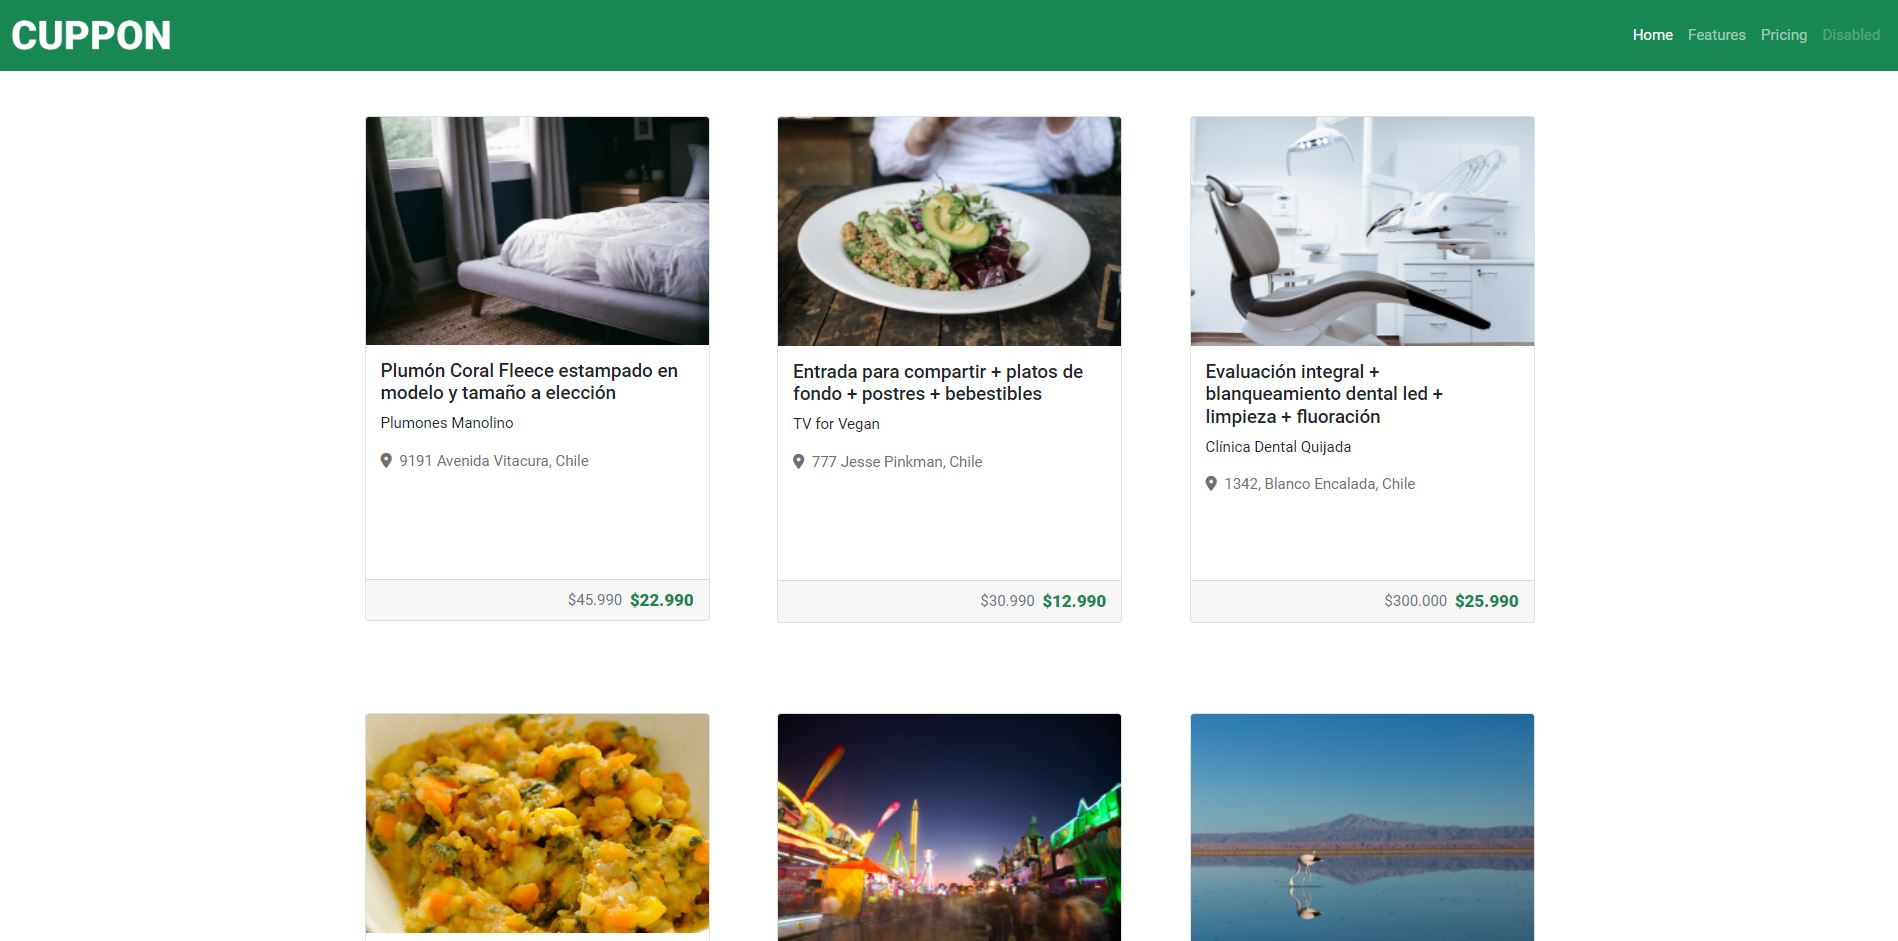 CUPPON
Home Features Pricing Disabled
Plumón Coral Fleece estampado en
modelo y tamaño a elección
Plumones Manolino
9191 Avenida Vitacura, Chile
$45.990 $22.990
Entrada para compartir + platos de
fondo + postres + bebestibles
TV for Vegan
777 Jesse Pinkman, Chile
$30.990 $12.990
Evaluación integral +
blanqueamiento dental led +
limpieza + fluoración
Clínica Dental Quijada
1342, Blanco Encalada, Chile
$300.000 $25.990